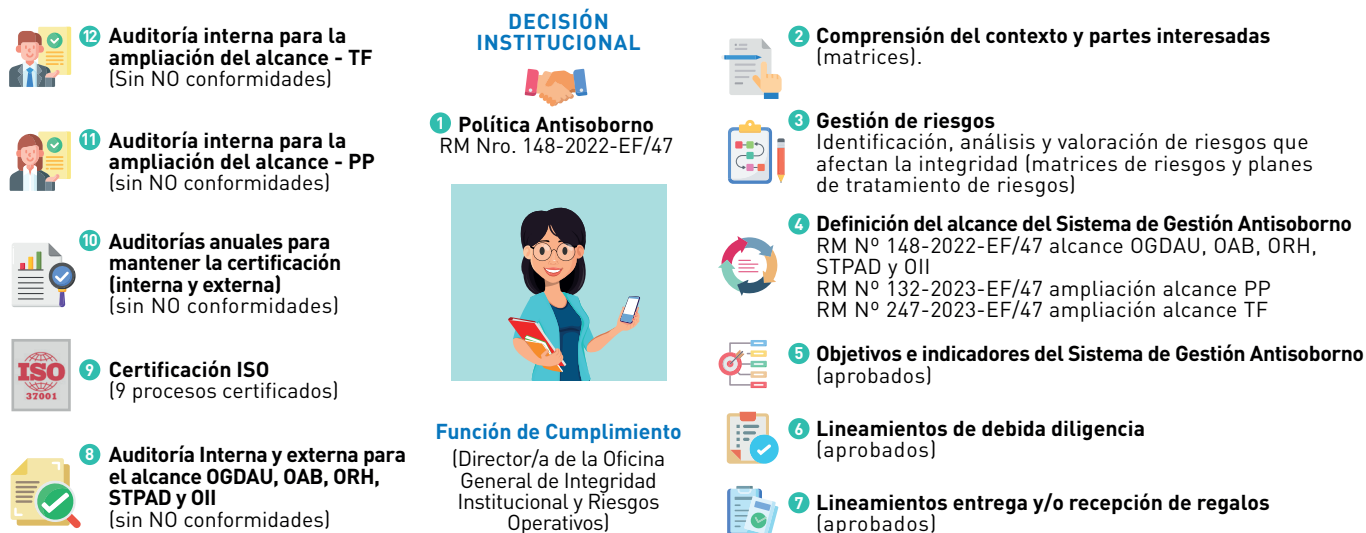 DECISIÓN
INSTITUCIONAL
1 Política Antisoborno
RM Nro. 148-2022-EF/47
Función de Cumplimiento
(Director/a de la Oficina
General de Integridad
Institucional y Riesgos
Operativos)
2 Comprensión del contexto y partes interesadas
(matrices).
3 Gestión de riesgos
Identificación, análisis y valoración de riesgos que
afectan la integridad (matrices de riesgos y planes
de tratamiento de riesgos)
4 Definición del alcance del Sistema de Gestión Antisoborno
RM Nº 148-2022-EF/47 alcance OGDAU, OAB, ORH,
STPAD y OII
RM Nº 132-2023-EF/47 ampliación alcance PP
RM Nº 247-2023-EF/47 ampliación alcance TF
5 Objetivos e indicadores del Sistema de Gestión Antisoborno
(aprobados)
6 Lineamientos de debida diligencia
(aprobados)
7 Lineamientos entrega y/o recepción de regalos
(aprobados)
12 Auditoría interna para la
ampliación del alcance - TF
(Sin NO conformidades)
11 Auditoría interna para la
ampliación del alcance - PP
(sin NO conformidades)
10 Auditorías anuales para
mantener la certificación
(interna y externa)
(sin NO conformidades)
ISO
37001
9 Certificación ISO
(9 procesos certificados)
8 Auditoría Interna y externa para
el alcance OGDAU, OAB, ORH,
STPAD y OII
(sin NO conformidades)